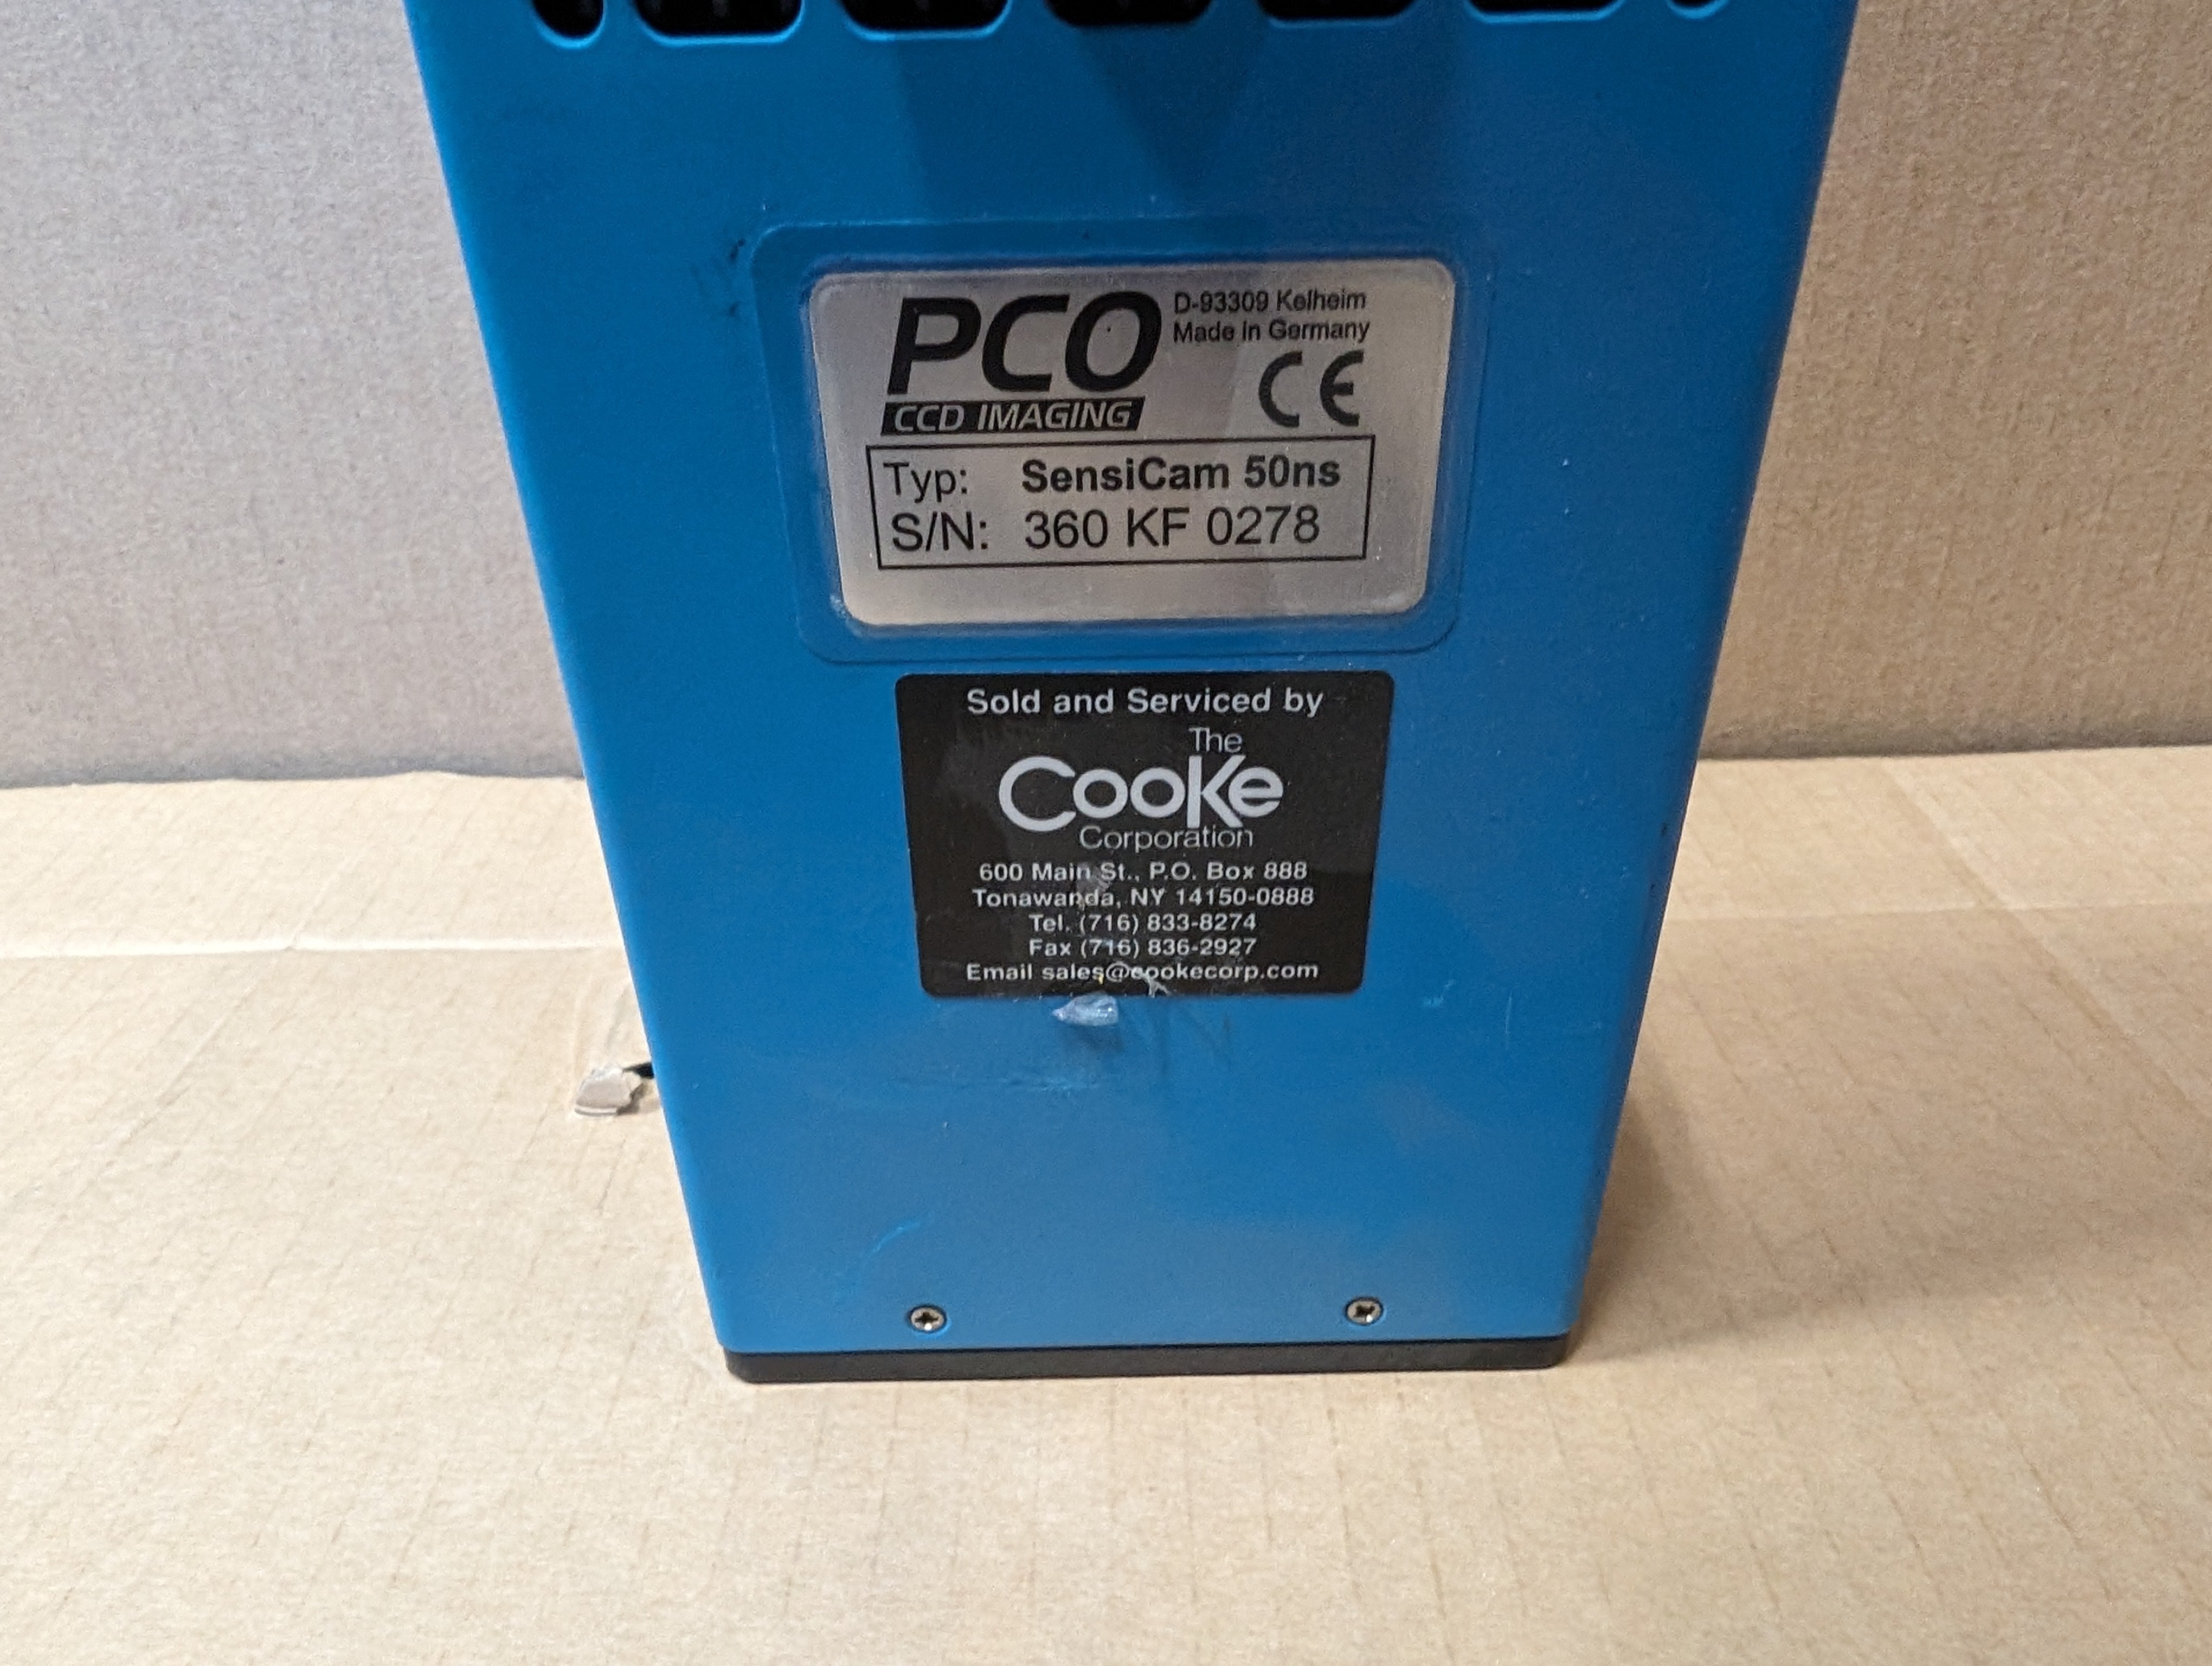 PCO
D-93309 Kelheim
Made in Germany
CE
CCD IMAGING
Typ: SensiCam 50ns
S/N: 360 KF 0278
Sold and Serviced by
The
Cooke
Corporation
600 Main St., P.O. Box 888
Tonawanda, NY 14150-0888
Tel. (716) 833-8274
Fax (716) 836-2927
Email sales@cookecorp.com